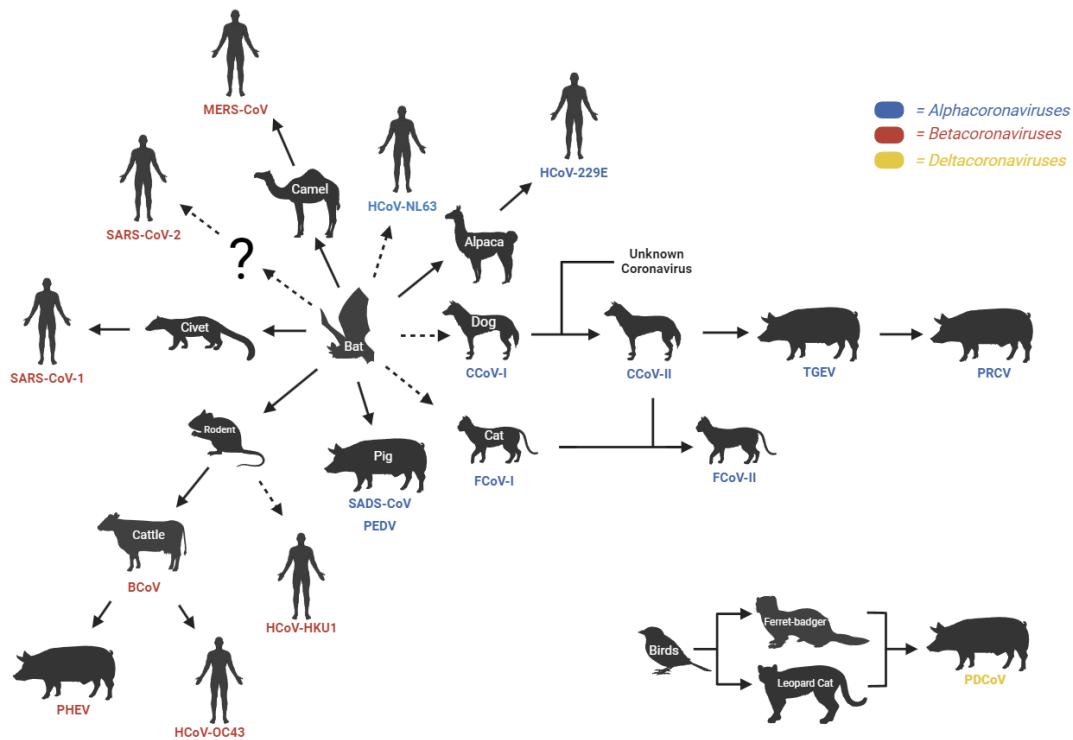 MERS-CoV
= Alphacoronaviruses
= Betacoronaviruses
= Deltacoronaviruses
HCoV-229E
Camel
HCoV-NL63
SARS-CoV-2
Alpaca
?
Unknown
Coronavirus
Civet
Bat
Dog
SARS-CoV-1
CCoV-I
CCoV-II
TGEV
PRCV
Rodent
Pig
Cat
FCoV-I
FCoV-II
SADS-CoV
PEDV
Cattle
BCoV
HCoV-HKU1
Birds
Ferret-badger
Leopard Cat
PDCoV
PHEV
HCoV-OC43